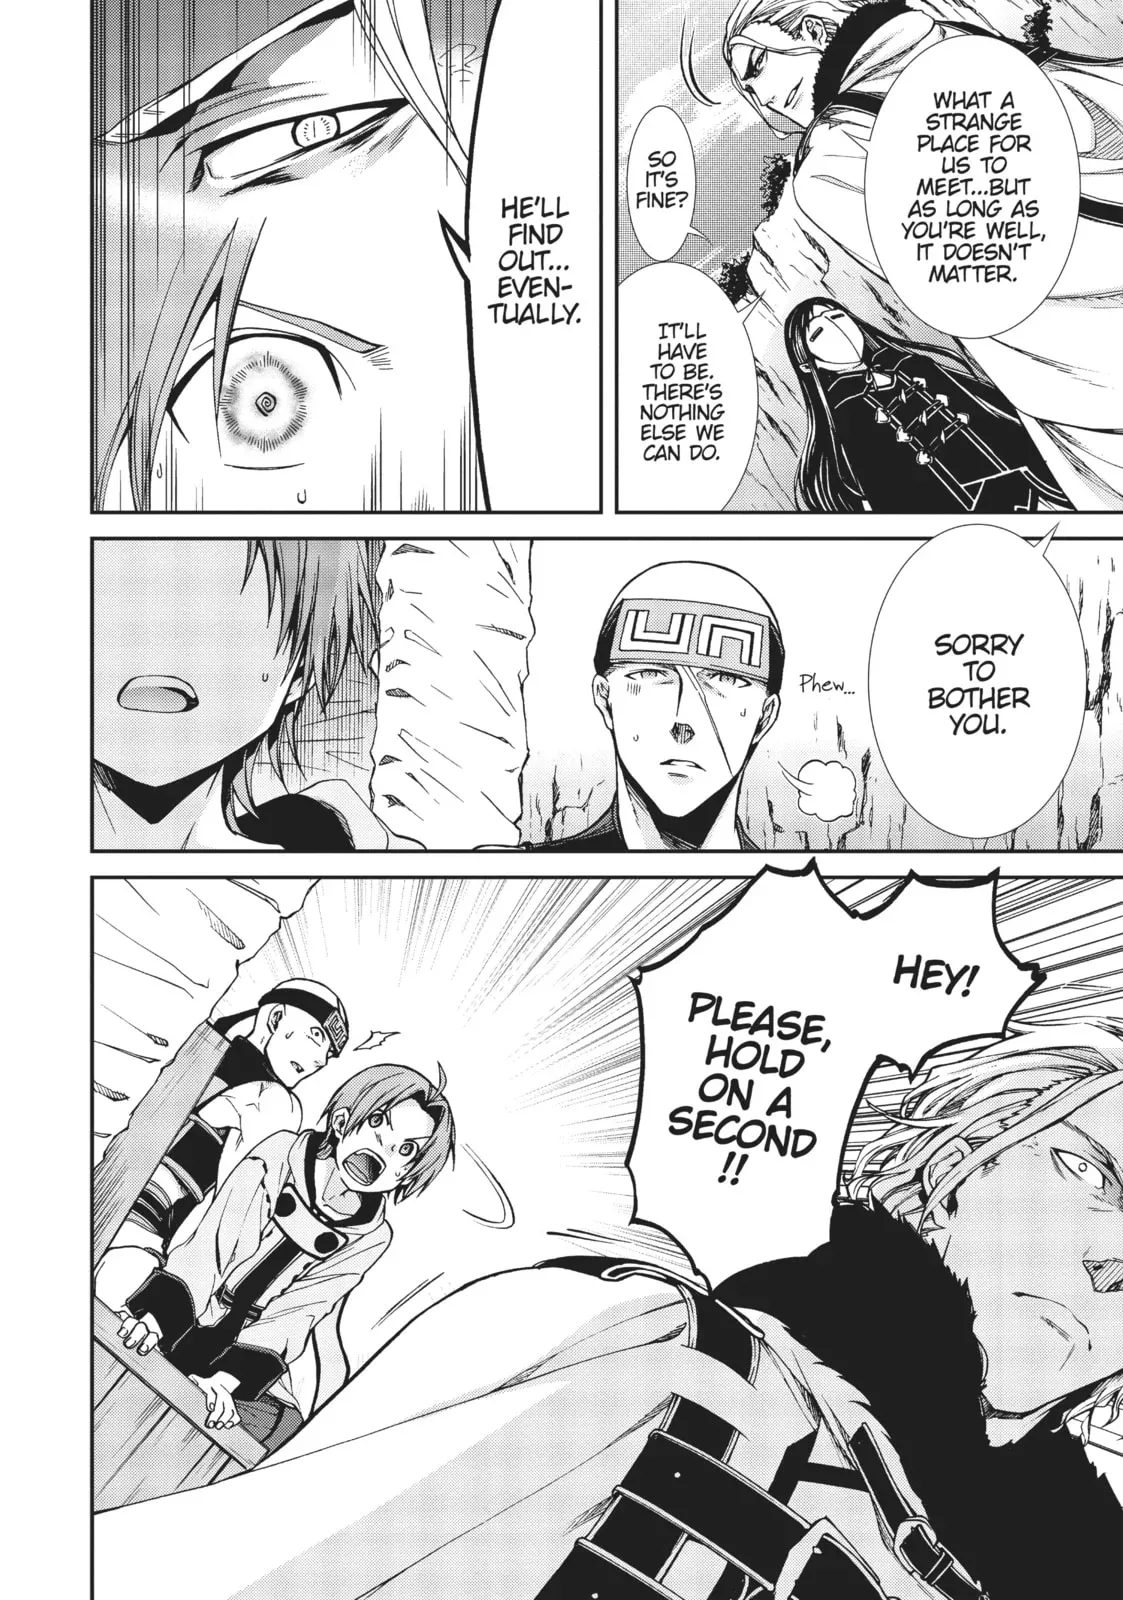 WHAT A
STRANGE
PLACE FOR
US TO
MEET...BUT
AS LONG AS
YOU'RE WELL,
IT DOESN'T
MATTER.
SO
IT'S
FINE?
IT'LL
HAVE
TO BE.
THERE'S
NOTHING
ELSE WE
CAN DO.
HE'LL
FIND
OUT...
EVEN-
TUALLY.
SORRY
TO
BOTHER
YOU.
Phew...
HEY!
PLEASE,
HOLD
ON A
SECOND
!!